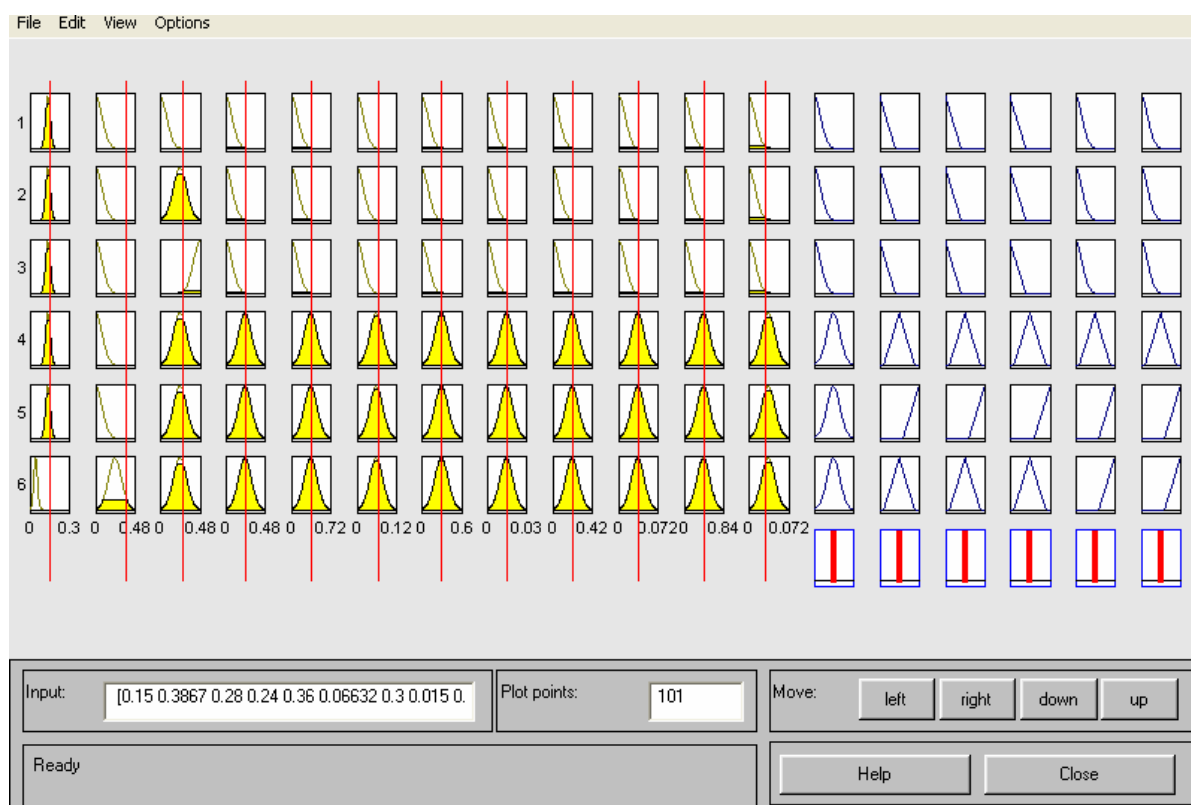 File Edit View Options
1
2
3
4
5
6
0 0.3 0 0.48 0 0.48 0 0.48 0 0.72 0 0.12 0 0.6 0 0.03 0 0.42 0 0.072 0 0.84 0 0.072
Input: [0.15 0.3867 0.28 0.24 0.36 0.06632 0.3 0.015 0. Plot points: 101 Move: left right down up
Ready Help Close